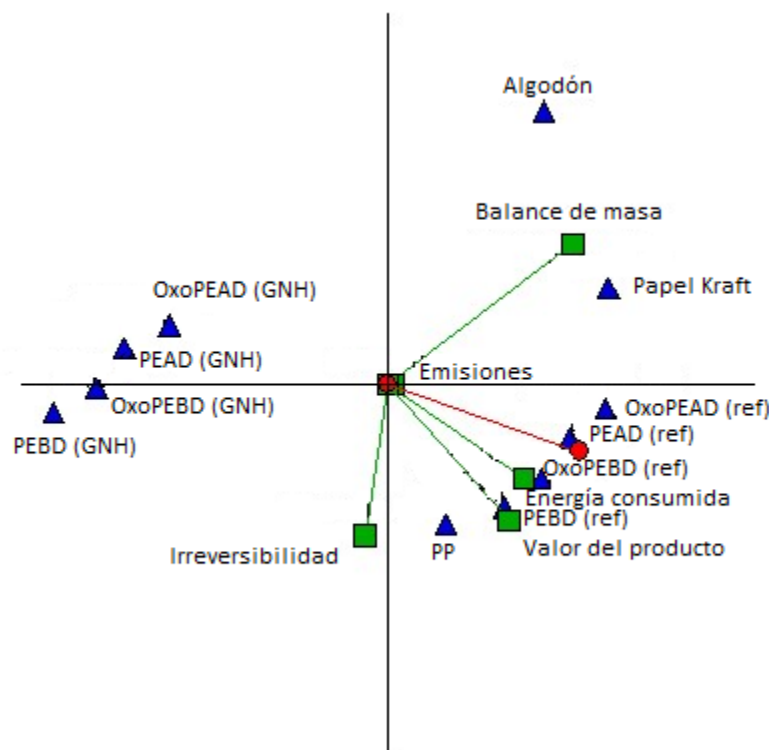 Algodón
Balance de masa
Papel Kraft
OxoPEAD (GNH)
PEAD (GNH)
Emisiones
OxoPEBD (GNH)
OxoPEAD (ref)
PEAD (ref)
PEBD (GNH)
OxoPEBD (ref)
Energía consumida
PEBD (ref)
Irreversibilidad
PP
Valor del producto